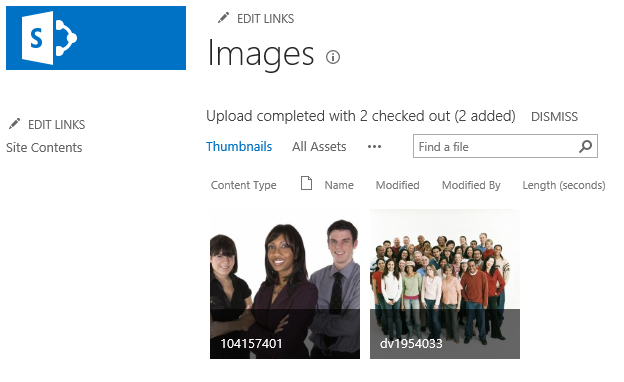 S
EDIT LINKS
Images
EDIT LINKS
Site Contents
Upload completed with 2 checked out (2 added) DISMISS
Thumbnails All Assets ••• Find a file
Content Type Name Modified Modified By Length (seconds)
104157401 dv1954033